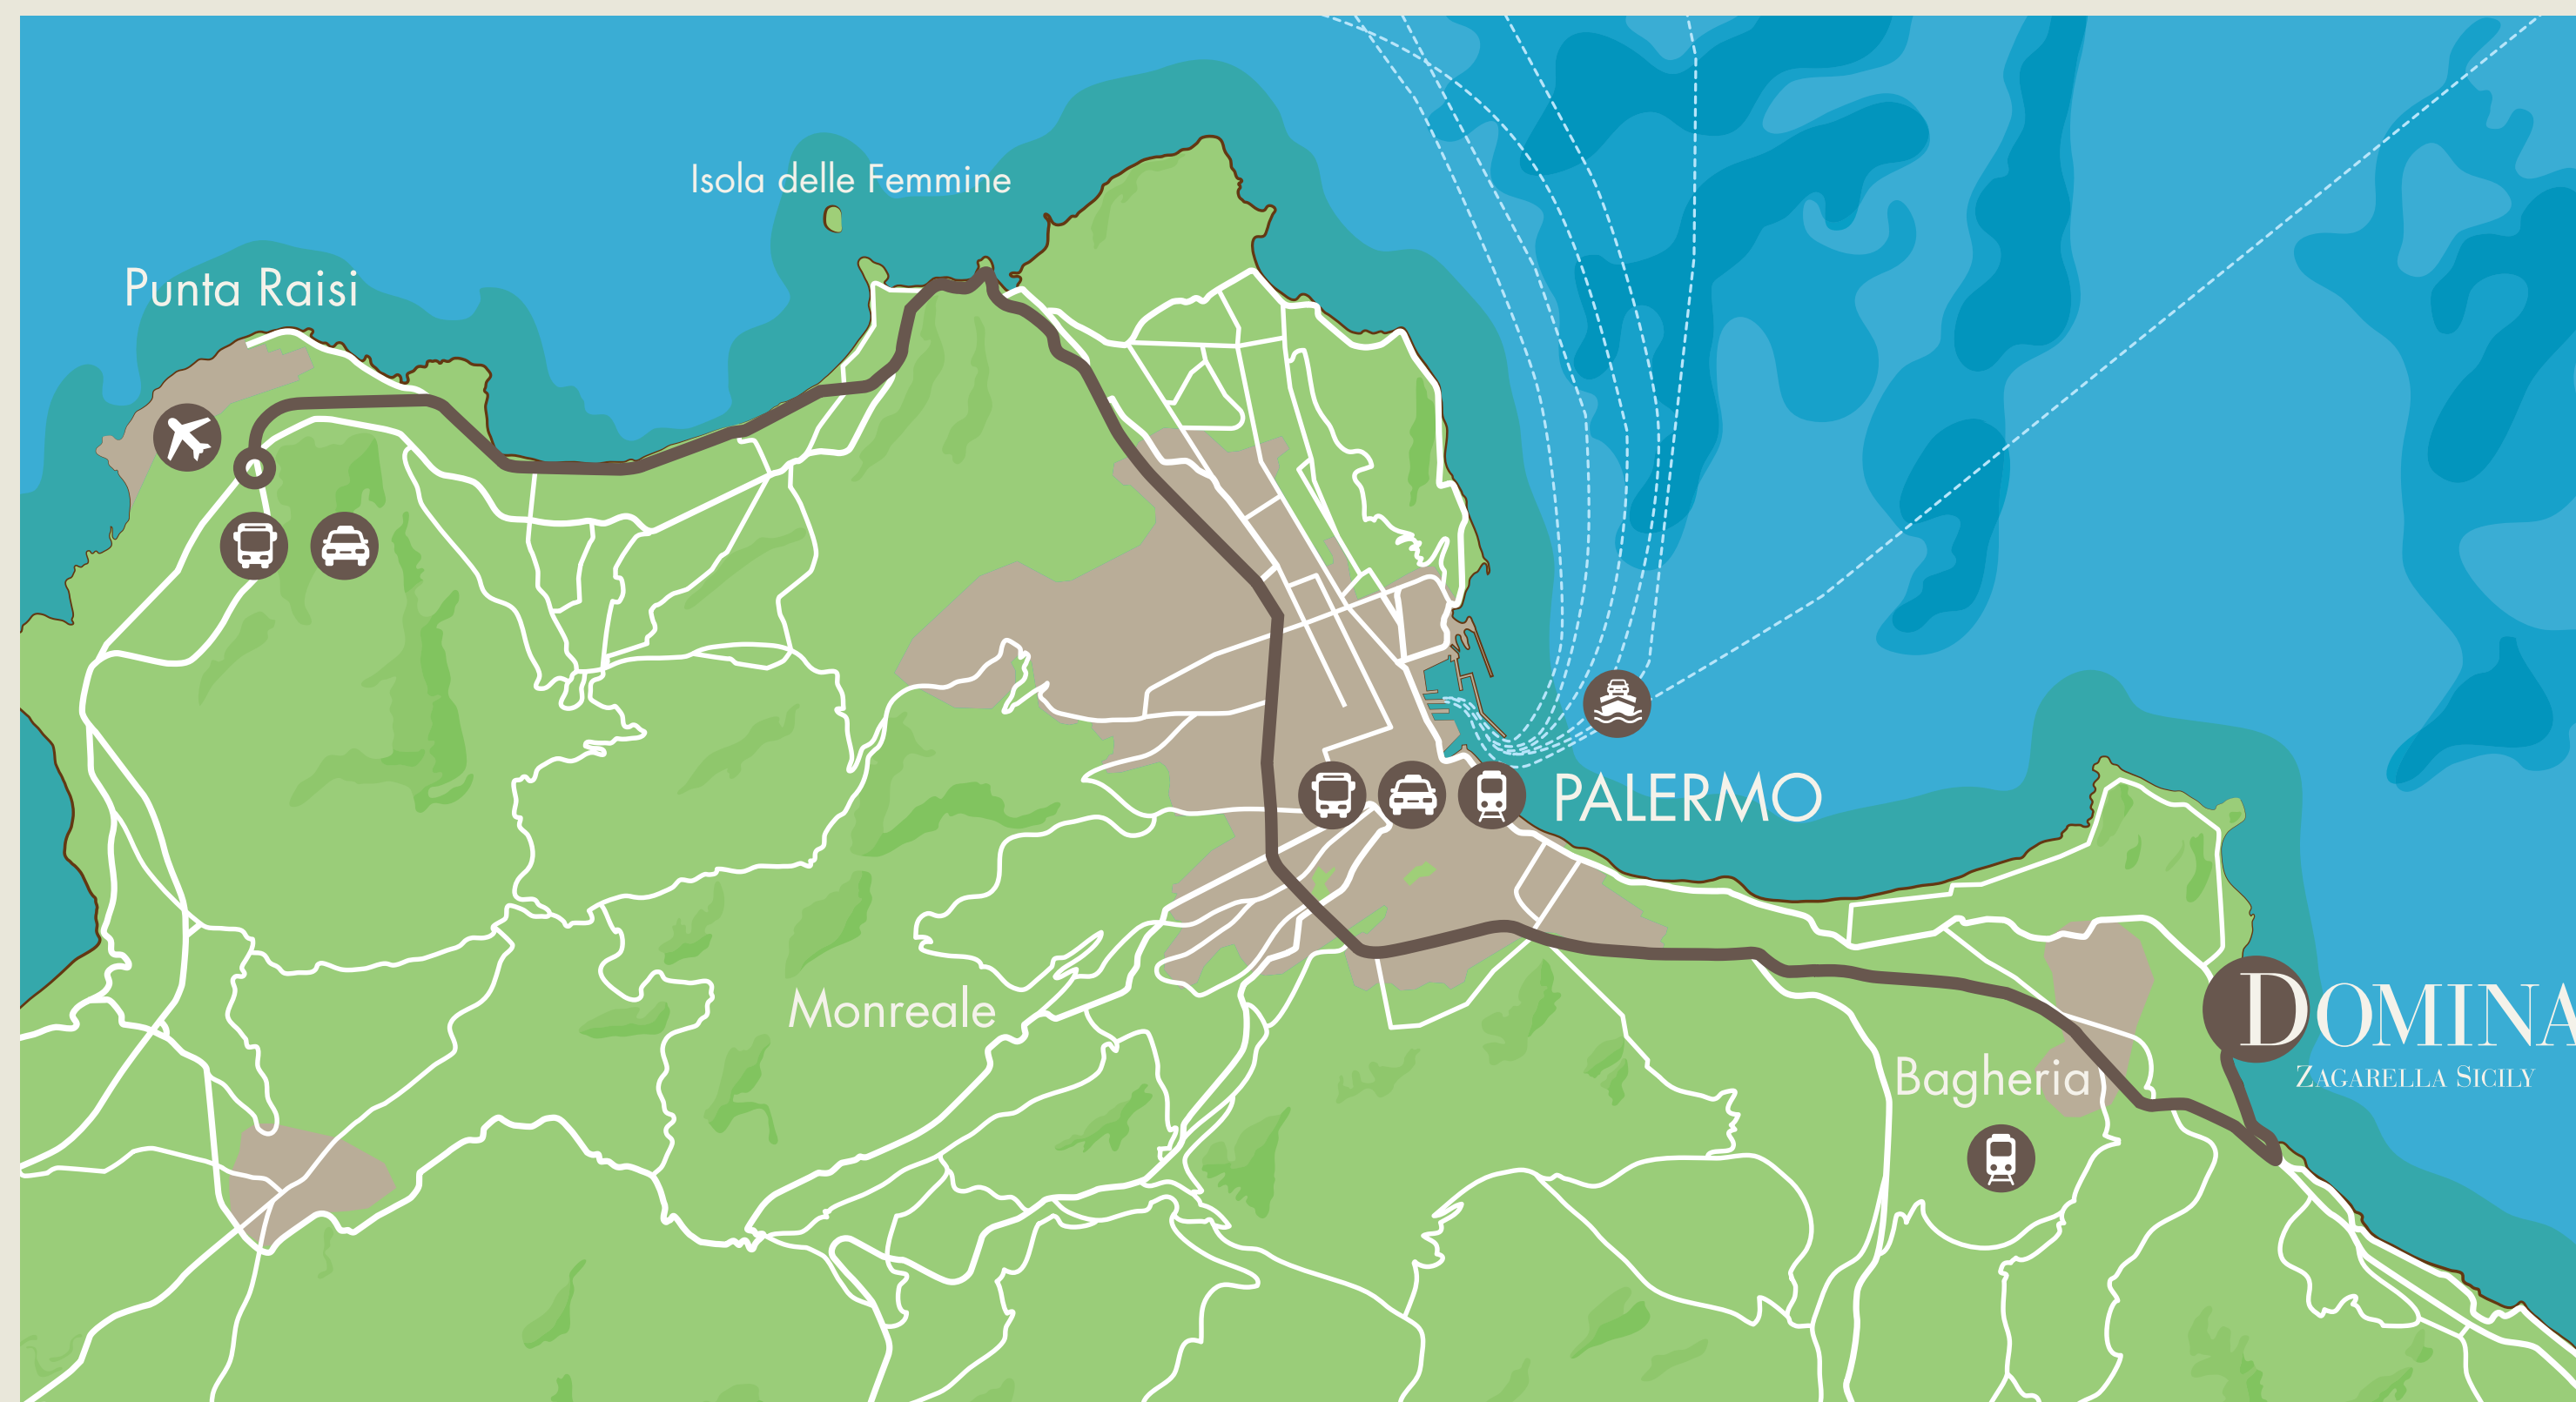 Isola delle Femmine
Punta Raisi
PALERMO
Monreale
DOMINA
ZAGARELLA SICILY
Bagheria